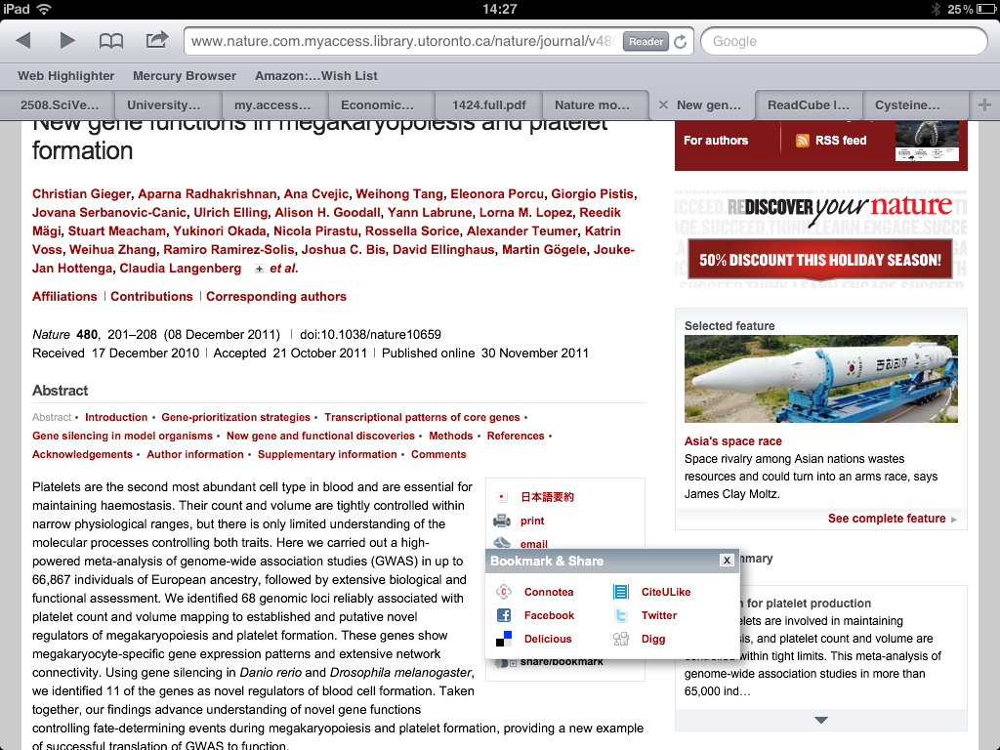 iPad 14:27 25%
www.nature.com.myaccess.library.utoronto.ca/nature/journal/v480 Reader Google
Web Highlighter Mercury Browser Amazon:...Wish List
2508.SciVe... University... my.access... Economic... 1424.full.pdf Nature mo... New gen... ReadCube I... Cysteine...
New gene functions in megakaryopoiesis and platelet
formation
Christian Gieger, Aparna Radhakrishnan, Ana Cvejic, Weihong Tang, Eleonora Porcu, Giorgio Pistis,
Jovana Serbanovic-Canic, Ulrich Elling, Alison H. Goodall, Yann Labrune, Lorna M. Lopez, Reedik
Mägi, Stuart Meacham, Yukinori Okada, Nicola Pirastu, Rossella Sorice, Alexander Teumer, Katrin
Voss, Weihua Zhang, Ramiro Ramirez-Solis, Joshua C. Bis, David Ellinghaus, Martin Gögele, Jouke-
Jan Hottenga, Claudia Langenberg + et al.
Affiliations | Contributions | Corresponding authors
Nature 480, 201–208 (08 December 2011) | doi:10.1038/nature10659
Received 17 December 2010 | Accepted 21 October 2011 | Published online 30 November 2011
Abstract
Abstract • Introduction • Gene-prioritization strategies • Transcriptional patterns of core genes •
Gene silencing in model organisms • New gene and functional discoveries • Methods • References •
Acknowledgements • Author information • Supplementary information • Comments
Platelets are the second most abundant cell type in blood and are essential for
maintaining haemostasis. Their count and volume are tightly controlled within
narrow physiological ranges, but there is only limited understanding of the
molecular processes controlling both traits. Here we carried out a high-
powered meta-analysis of genome-wide association studies (GWAS) in up to
66,867 individuals of European ancestry, followed by extensive biological and
functional assessment. We identified 68 genomic loci reliably associated with
platelet count and volume mapping to established and putative novel
regulators of megakaryopoiesis and platelet formation. These genes show
megakaryocyte-specific gene expression patterns and extensive network
connectivity. Using gene silencing in Danio rerio and Drosophila melanogaster,
we identified 11 of the genes as novel regulators of blood cell formation. Taken
together, our findings advance understanding of novel gene functions
controlling fate-determining events during megakaryopoiesis and platelet formation, providing a new example
of successful translation of GWAS to function.
日本語要約
print
email
Bookmark & Share X
Connotea CiteULike
Facebook Twitter
Delicious Digg
share/bookmark
For authors RSS feed
REDISCOVER your nature
50% DISCOUNT THIS HOLIDAY SEASON!
Selected feature
대한민국
Asia's space race
Space rivalry among Asian nations wastes
resources and could turn into an arms race, says
James Clay Moltz.
See complete feature
mmary
n for platelet production
elets are involved in maintaining
sis, and platelet count and volume are
controlled within tight limits. This meta-analysis of
genome-wide association studies in more than
65,000 ind…